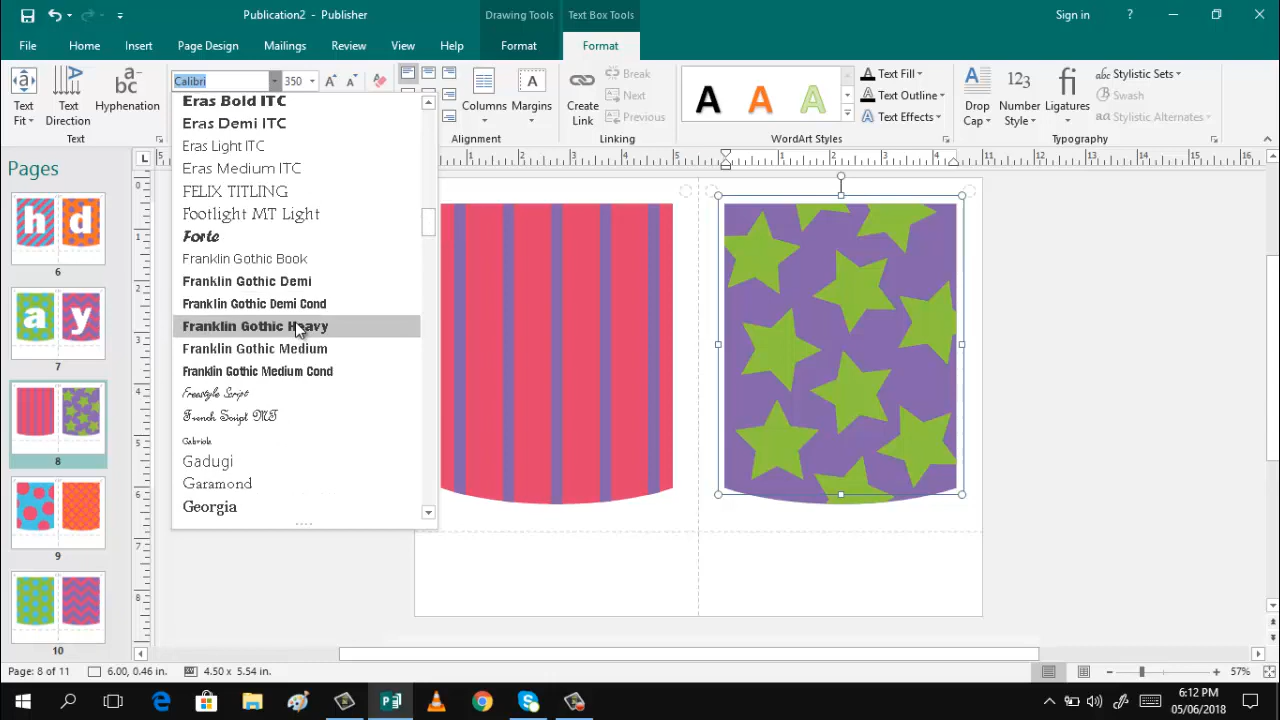 Publication2 - Publisher
Drawing Tools
Text Box Tools
Sign in
?
File
Home
Insert
Page Design
Mailings
Review
View
Help
Format
Format
Text Fit
Text Direction
abc-
Hyphenation
Text
Calibri
350
Columns
Margins
Alignment
Create Link
Break
Next
Previous
Linking
A A A
Text Fill
Text Outline
Text Effects
WordArt Styles
Drop Cap
Number Style
Ligatures
Stylistic Sets
Swash
Stylistic Alternates
Typography
Eras Bold ITC
Eras Demi ITC
Eras Light ITC
Eras Medium ITC
FELIX TITLING
Footlight MT Light
Forte
Franklin Gothic Book
Franklin Gothic Demi
Franklin Gothic Demi Cond
Franklin Gothic Heavy
Franklin Gothic Medium
Franklin Gothic Medium Cond
Freestyle Script
French Script MT
Gabriola
Gadugi
Garamond
Georgia
Pages
h d
6
a y
7
8
9
10
Page: 8 of 11
6.00, 0.46 in.
4.50 x 5.54 in.
57%
6:12 PM
05/06/2018